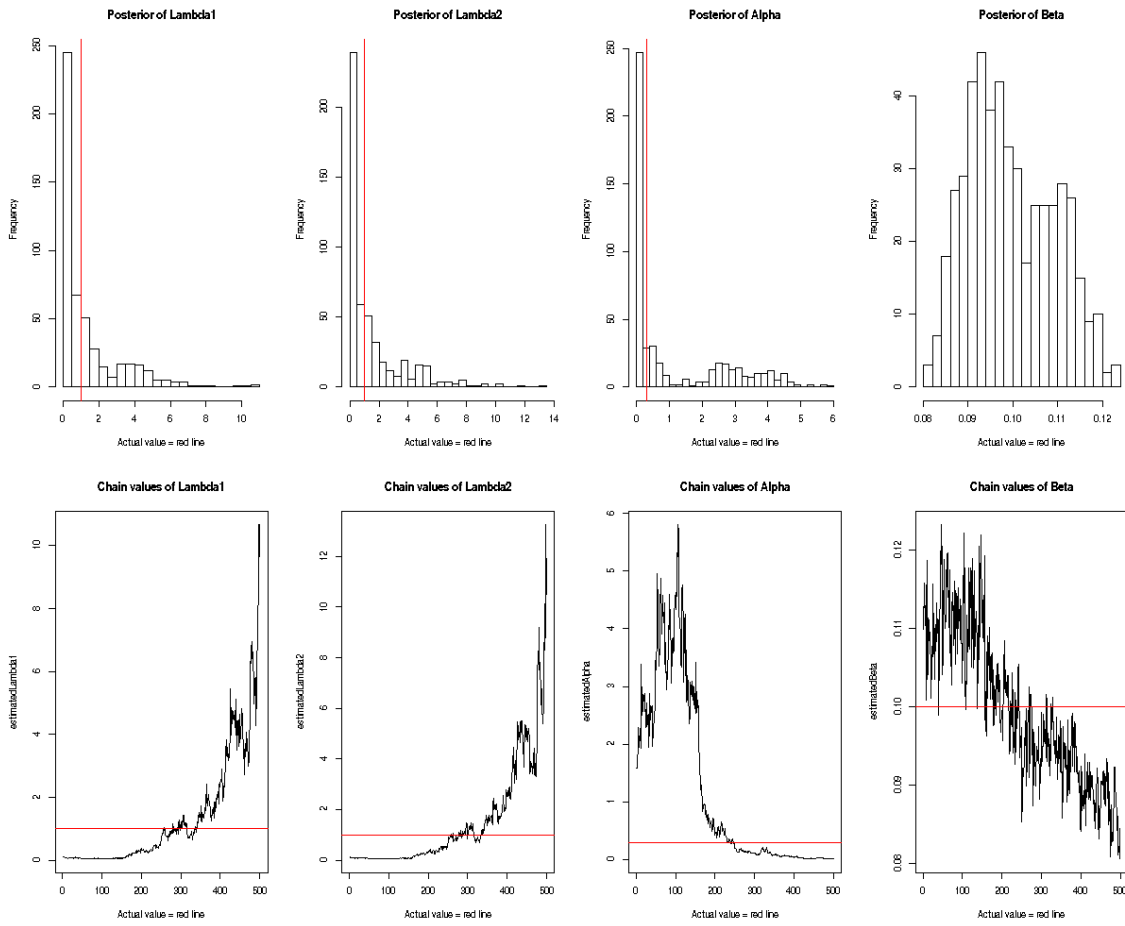 Posterior of Lambda1
Frequency
0 50 100 150 200 250
0 2 4 6 8 10
Actual value = red line
Posterior of Lambda2
Frequency
0 50 100 150 200
0 2 4 6 8 10 12 14
Actual value = red line
Posterior of Alpha
Frequency
0 50 100 150 200 250
0 1 2 3 4 5 6
Actual value = red line
Posterior of Beta
Frequency
0 10 20 30 40
0.08 0.09 0.10 0.11 0.12
Actual value = red line
Chain values of Lambda1
estimatedLambda1
0 2 4 6 8 10
0 100 200 300 400 500
Actual value = red line
Chain values of Lambda2
estimatedLambda2
0 2 4 6 8 10 12
0 100 200 300 400 500
Actual value = red line
Chain values of Alpha
estimatedAlpha
0 1 2 3 4 5 6
0 100 200 300 400 500
Actual value = red line
Chain values of Beta
estimatedBeta
0.08 0.09 0.10 0.11 0.12
0 100 200 300 400 500
Actual value = red line